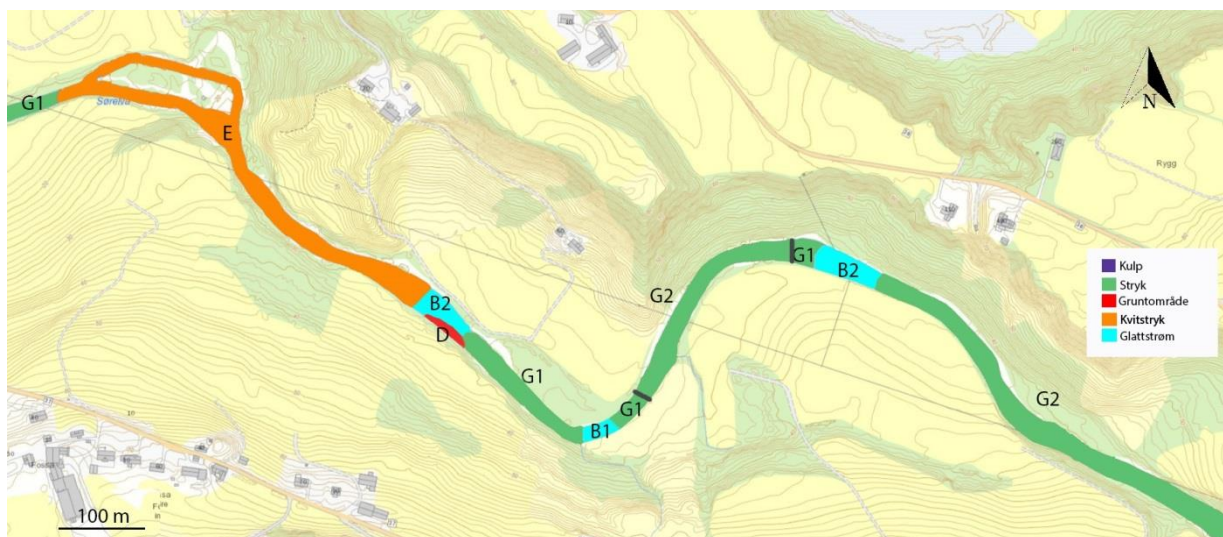 G1
Sørelva
E
B2
D
G1
B1
G1
G2
G1
B2
G2
N
Rygg
Kulp
Stryk
Gruntområde
Kvitstryk
Glattstrøm
100 m